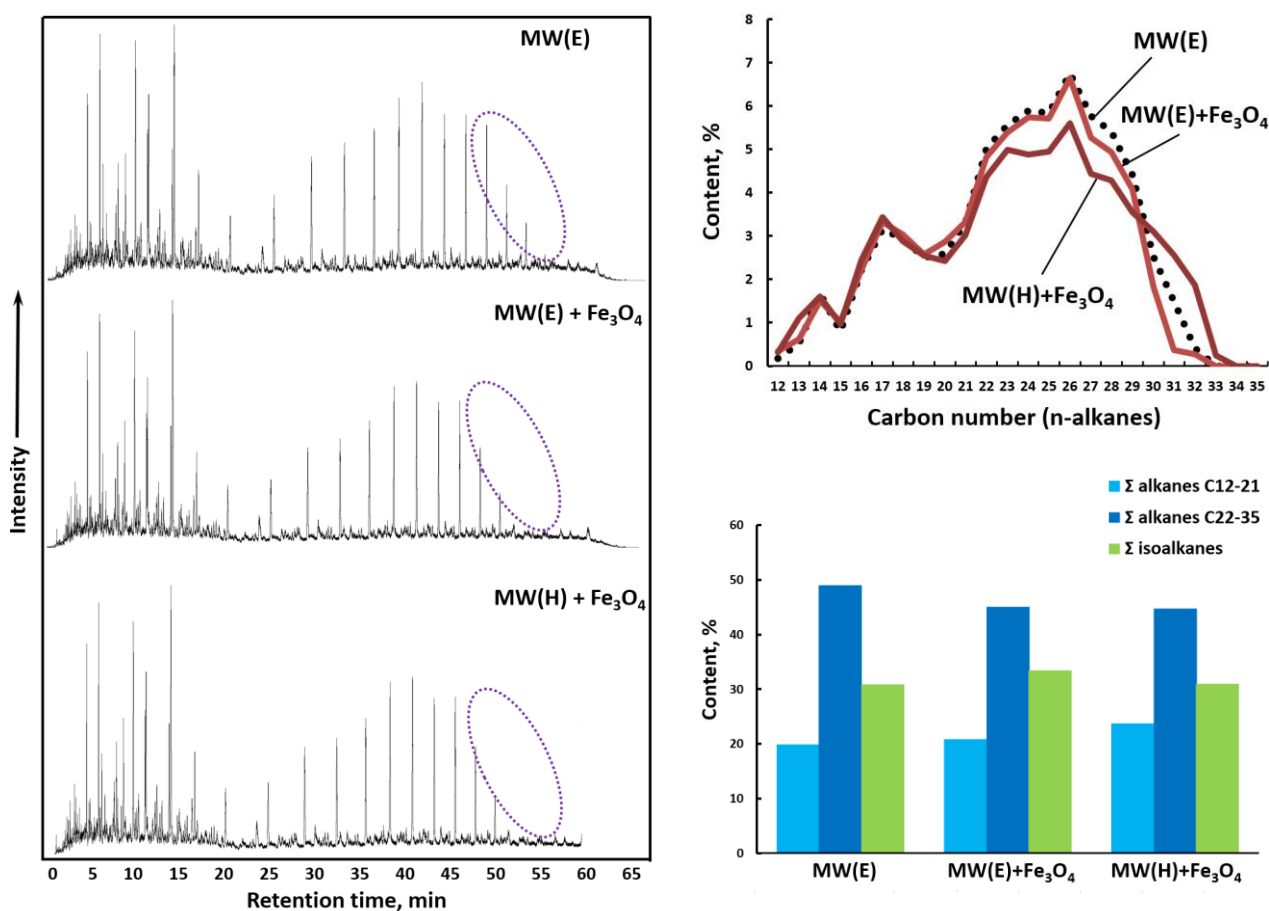 MW(E)
MW(E) + Fe₃O₄
MW(H) + Fe₃O₄
Intensity
0 5 10 15 20 25 30 35 40 45 50 55 60 65
Retention time, min
8
7
6
5
4
3
2
1
0
Content, %
MW(E)
MW(E)+Fe₃O₄
MW(H)+Fe₃O₄
12 13 14 15 16 17 18 19 20 21 22 23 24 25 26 27 28 29 30 31 32 33 34 35
Carbon number (n-alkanes)
Σ alkanes C12-21
Σ alkanes C22-35
Σ isoalkanes
60
50
40
30
20
10
0
Content, %
MW(E) MW(E)+Fe₃O₄ MW(H)+Fe₃O₄